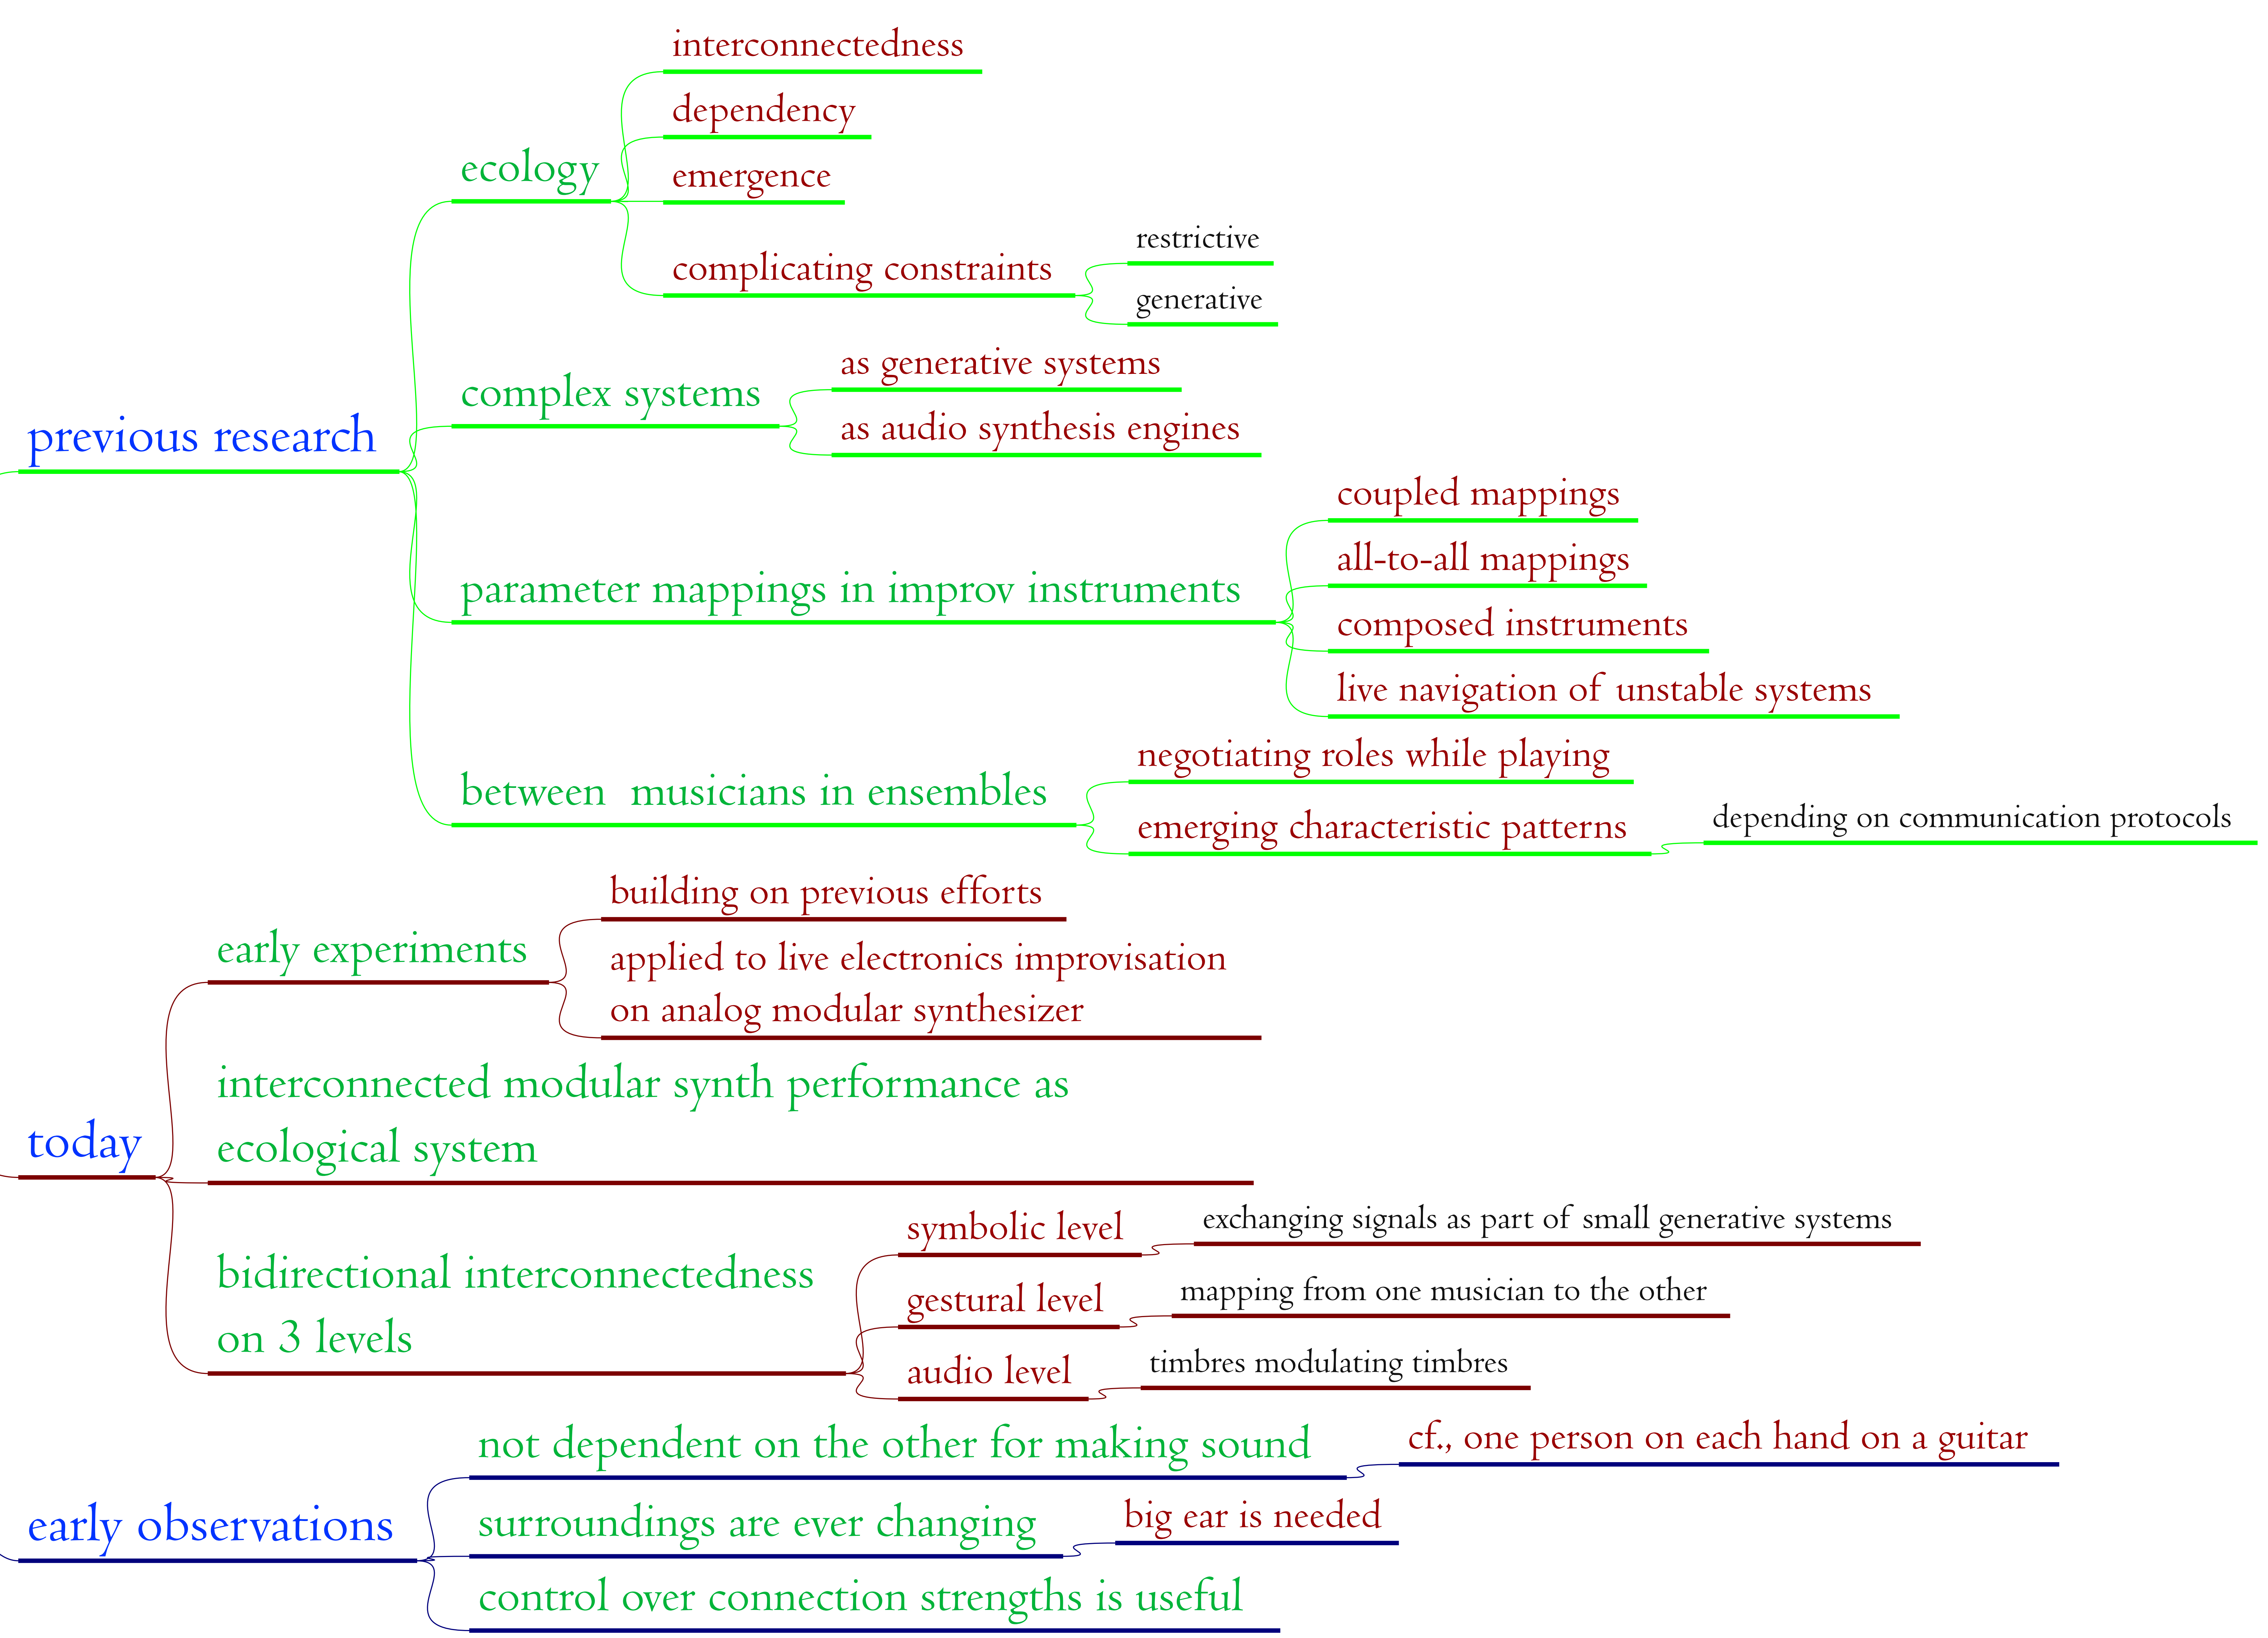 previous research
ecology
interconnectedness
dependency
emergence
complicating constraints
restrictive
generative
complex systems
as generative systems
as audio synthesis engines
parameter mappings in improv instruments
coupled mappings
all-to-all mappings
composed instruments
live navigation of unstable systems
between  musicians in ensembles
negotiating roles while playing
emerging characteristic patterns
depending on communication protocols
today
early experiments
building on previous efforts
applied to live electronics improvisation
on analog modular synthesizer
interconnected modular synth performance as
ecological system
bidirectional interconnectedness
on 3 levels
symbolic level
exchanging signals as part of small generative systems
gestural level
mapping from one musician to the other
audio level
timbres modulating timbres
early observations
not dependent on the other for making sound
cf., one person on each hand on a guitar
surroundings are ever changing
big ear is needed
control over connection strengths is useful